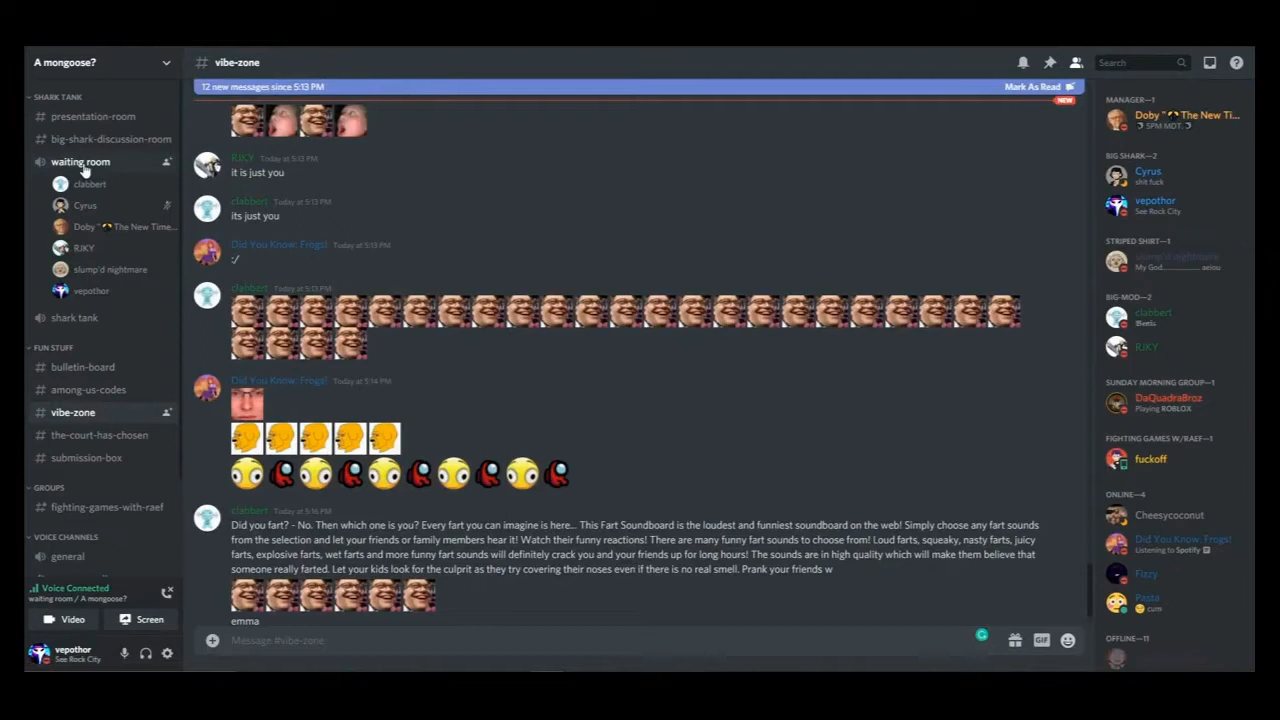 A mongoose?
# vibe-zone
Search
12 new messages since 5:13 PM
Mark As Read
NEW
SHARK TANK
# presentation-room
# big-shark-discussion-room
waiting room
clabbert
Cyrus
Doby "The New Time...
RJKY
slump'd nightmare
vepothor
shark tank
FUN STUFF
# bulletin-board
# among-us-codes
# vibe-zone
# the-court-has-chosen
# submission-box
GROUPS
# fighting-games-with-raef
VOICE CHANNELS
general
Voice Connected
waiting room / A mongoose?
Video
Screen
vepothor
See Rock City
RJKY Today at 5:13 PM
it is just you
clabbert Today at 5:13 PM
its just you
Did You Know: Frogs! Today at 5:13 PM
:/
clabbert Today at 5:13 PM
Did You Know: Frogs! Today at 5:14 PM
clabbert Today at 5:16 PM
Did you fart? - No. Then which one is you? Every fart you can imagine is here... This Fart Soundboard is the loudest and funniest soundboard on the web! Simply choose any fart sounds
from the selection and let your friends or family members hear it! Watch their funny reactions! There are many funny fart sounds to choose from! Loud farts, squeaky, nasty farts, juicy
farts, explosive farts, wet farts and more funny fart sounds will definitely crack you and your friends up for long hours! The sounds are in high quality which will make them believe that
someone really farted. Let your kids look for the culprit as they try covering their noses even if there is no real smell. Prank your friends w
emma
Message #vibe-zone
GIF
MANAGER—1
Doby "The New Ti...
5PM MDT.
BIG SHARK—2
Cyrus
shit fuck
vepothor
See Rock City
STRIPED SHIRT—1
slump'd nightmare
My God
BIG-MOD—2
clabbert
RJKY
SUNDAY MORNING GROUP—1
DaQuadraBroz
Playing ROBLOX
FIGHTING GAMES W/RAEF—1
fuckoff
ONLINE—4
Cheesycoconut
Did You Know: Frogs!
Listening to Spotify
Fizzy
Pasta
cum
OFFLINE—11